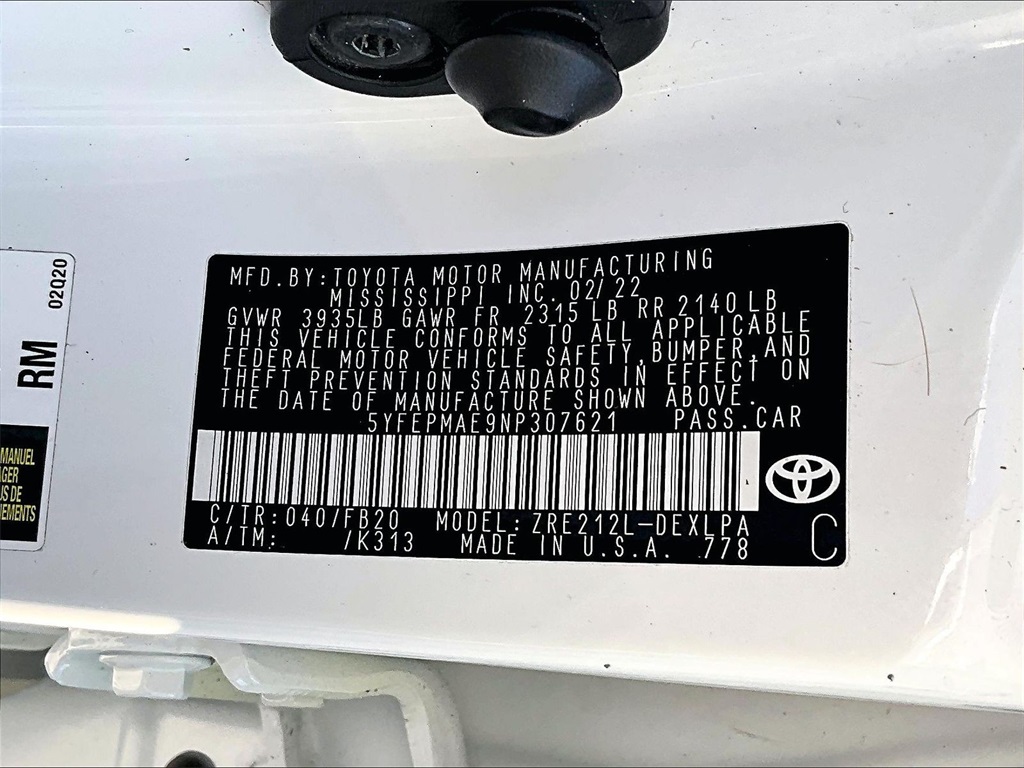 MFD.BY:TOYOTA MOTOR MANUFACTURING
MISSISSIPPI INC. 02/22
GVWR 3935LB GAWR FR 2315 LB RR 2140 LB
THIS VEHICLE CONFORMS TO ALL APPLICABLE
FEDERAL MOTOR VEHICLE SAFETY,BUMPER,AND
THEFT PREVENTION STANDARDS IN EFFECT ON
THE DATE OF MANUFACTURE SHOWN ABOVE.
5YFEPMAE9NP307621 PASS.CAR
C/TR:040/FB20 MODEL:ZRE212L-DEXLPA
A/TM: /K313 MADE IN U.S.A. 778
C
RM
02Q20
MANUEL